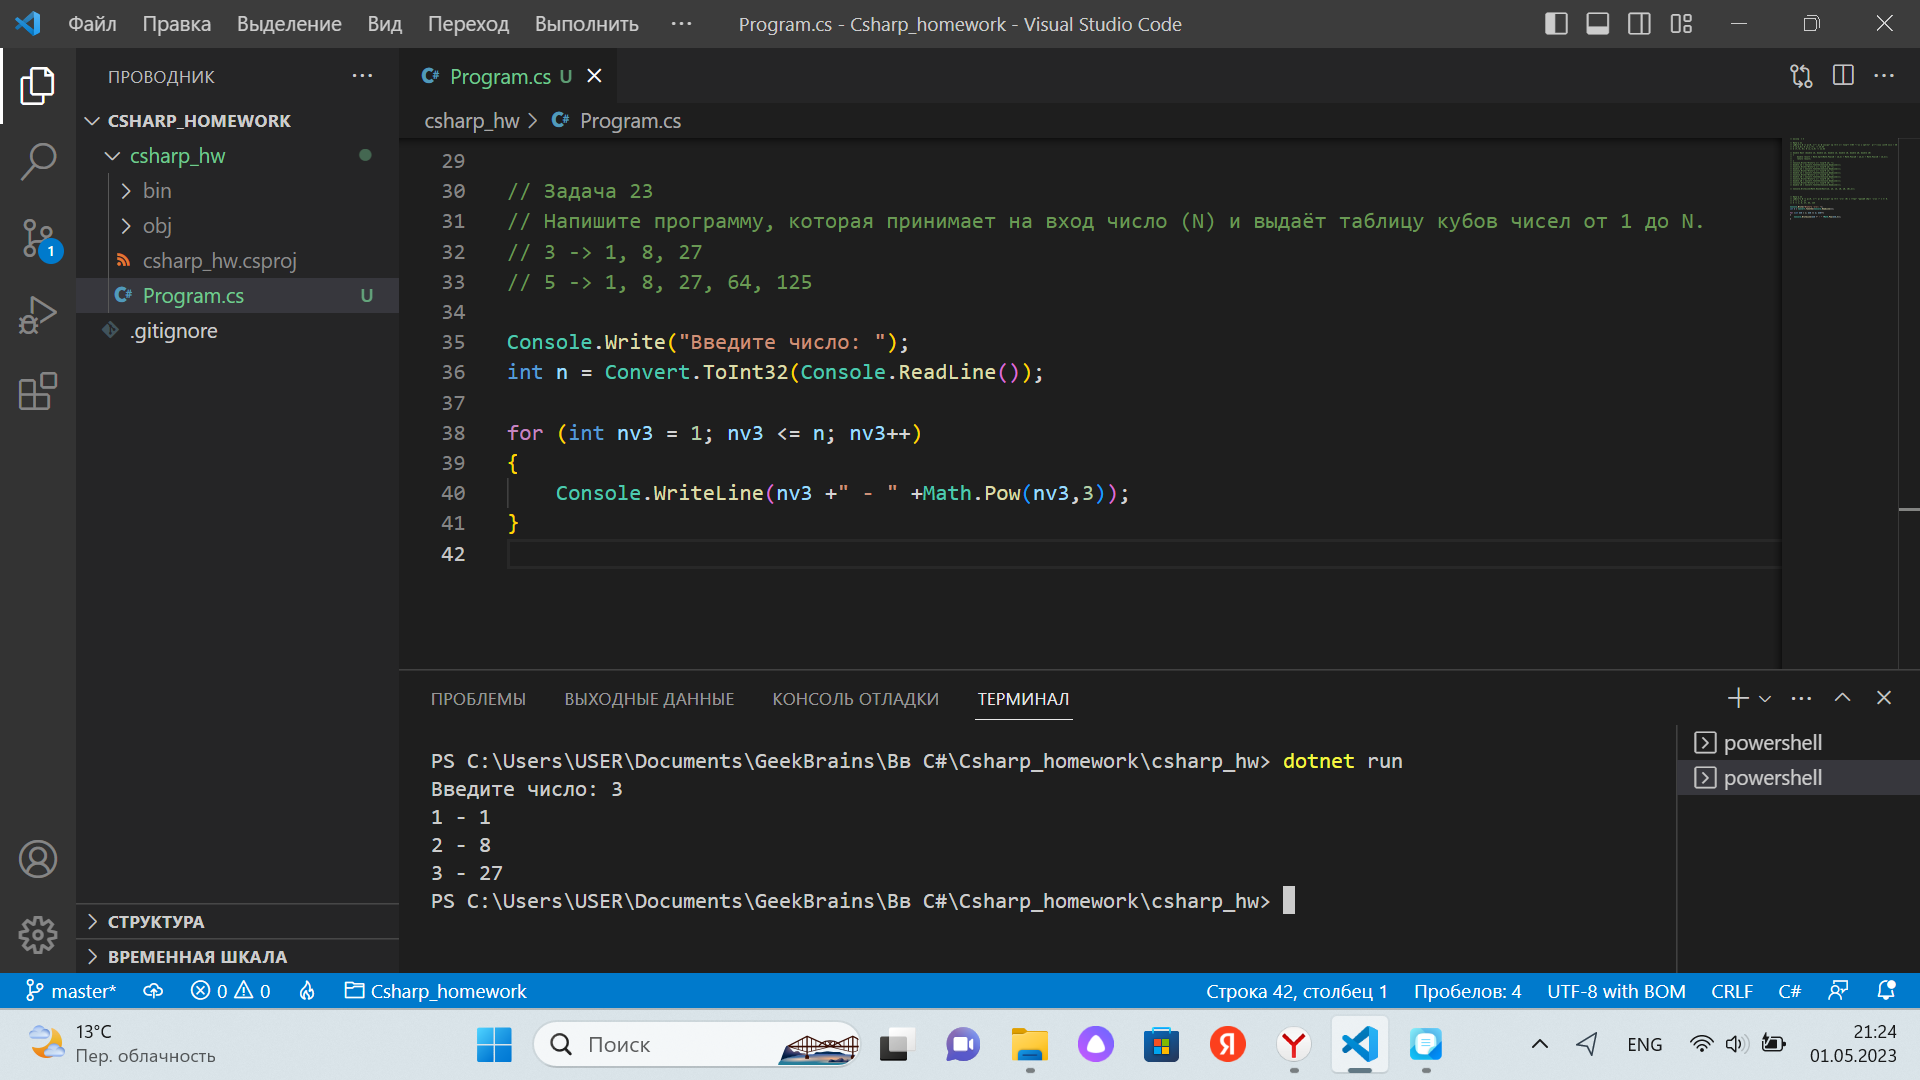 Файл Правка Выделение Вид Переход Выполнить ··· Program.cs - Csharp_homework - Visual Studio Code
ПРОВОДНИК ···
CSHARP_HOMEWORK
csharp_hw
bin
obj
csharp_hw.csproj
Program.cs U
.gitignore
1
СТРУКТУРА
ВРЕМЕННАЯ ШКАЛА
C# Program.cs U
csharp_hw > C# Program.cs
29
30 // Задача 23
31 // Напишите программу, которая принимает на вход число (N) и выдаёт таблицу кубов чисел от 1 до N.
32 // 3 -> 1, 8, 27
33 // 5 -> 1, 8, 27, 64, 125
34
35 Console.Write("Введите число: ");
36 int n = Convert.ToInt32(Console.ReadLine());
37
38 for (int nv3 = 1; nv3 <= n; nv3++)
39 {
40     Console.WriteLine(nv3 +" - " +Math.Pow(nv3,3));
41 }
42
ПРОБЛЕМЫ ВЫХОДНЫЕ ДАННЫЕ КОНСОЛЬ ОТЛАДКИ ТЕРМИНАЛ
PS C:\Users\USER\Documents\GeekBrains\Вв C#\Csharp_homework\csharp_hw> dotnet run
Введите число: 3
1 - 1
2 - 8
3 - 27
PS C:\Users\USER\Documents\GeekBrains\Вв C#\Csharp_homework\csharp_hw>
powershell
powershell
master* 0 0 Csharp_homework Строка 42, столбец 1 Пробелов: 4 UTF-8 with BOM CRLF C#
13°C
Пер. облачность
Поиск
Я
Y
ENG
21:24
01.05.2023